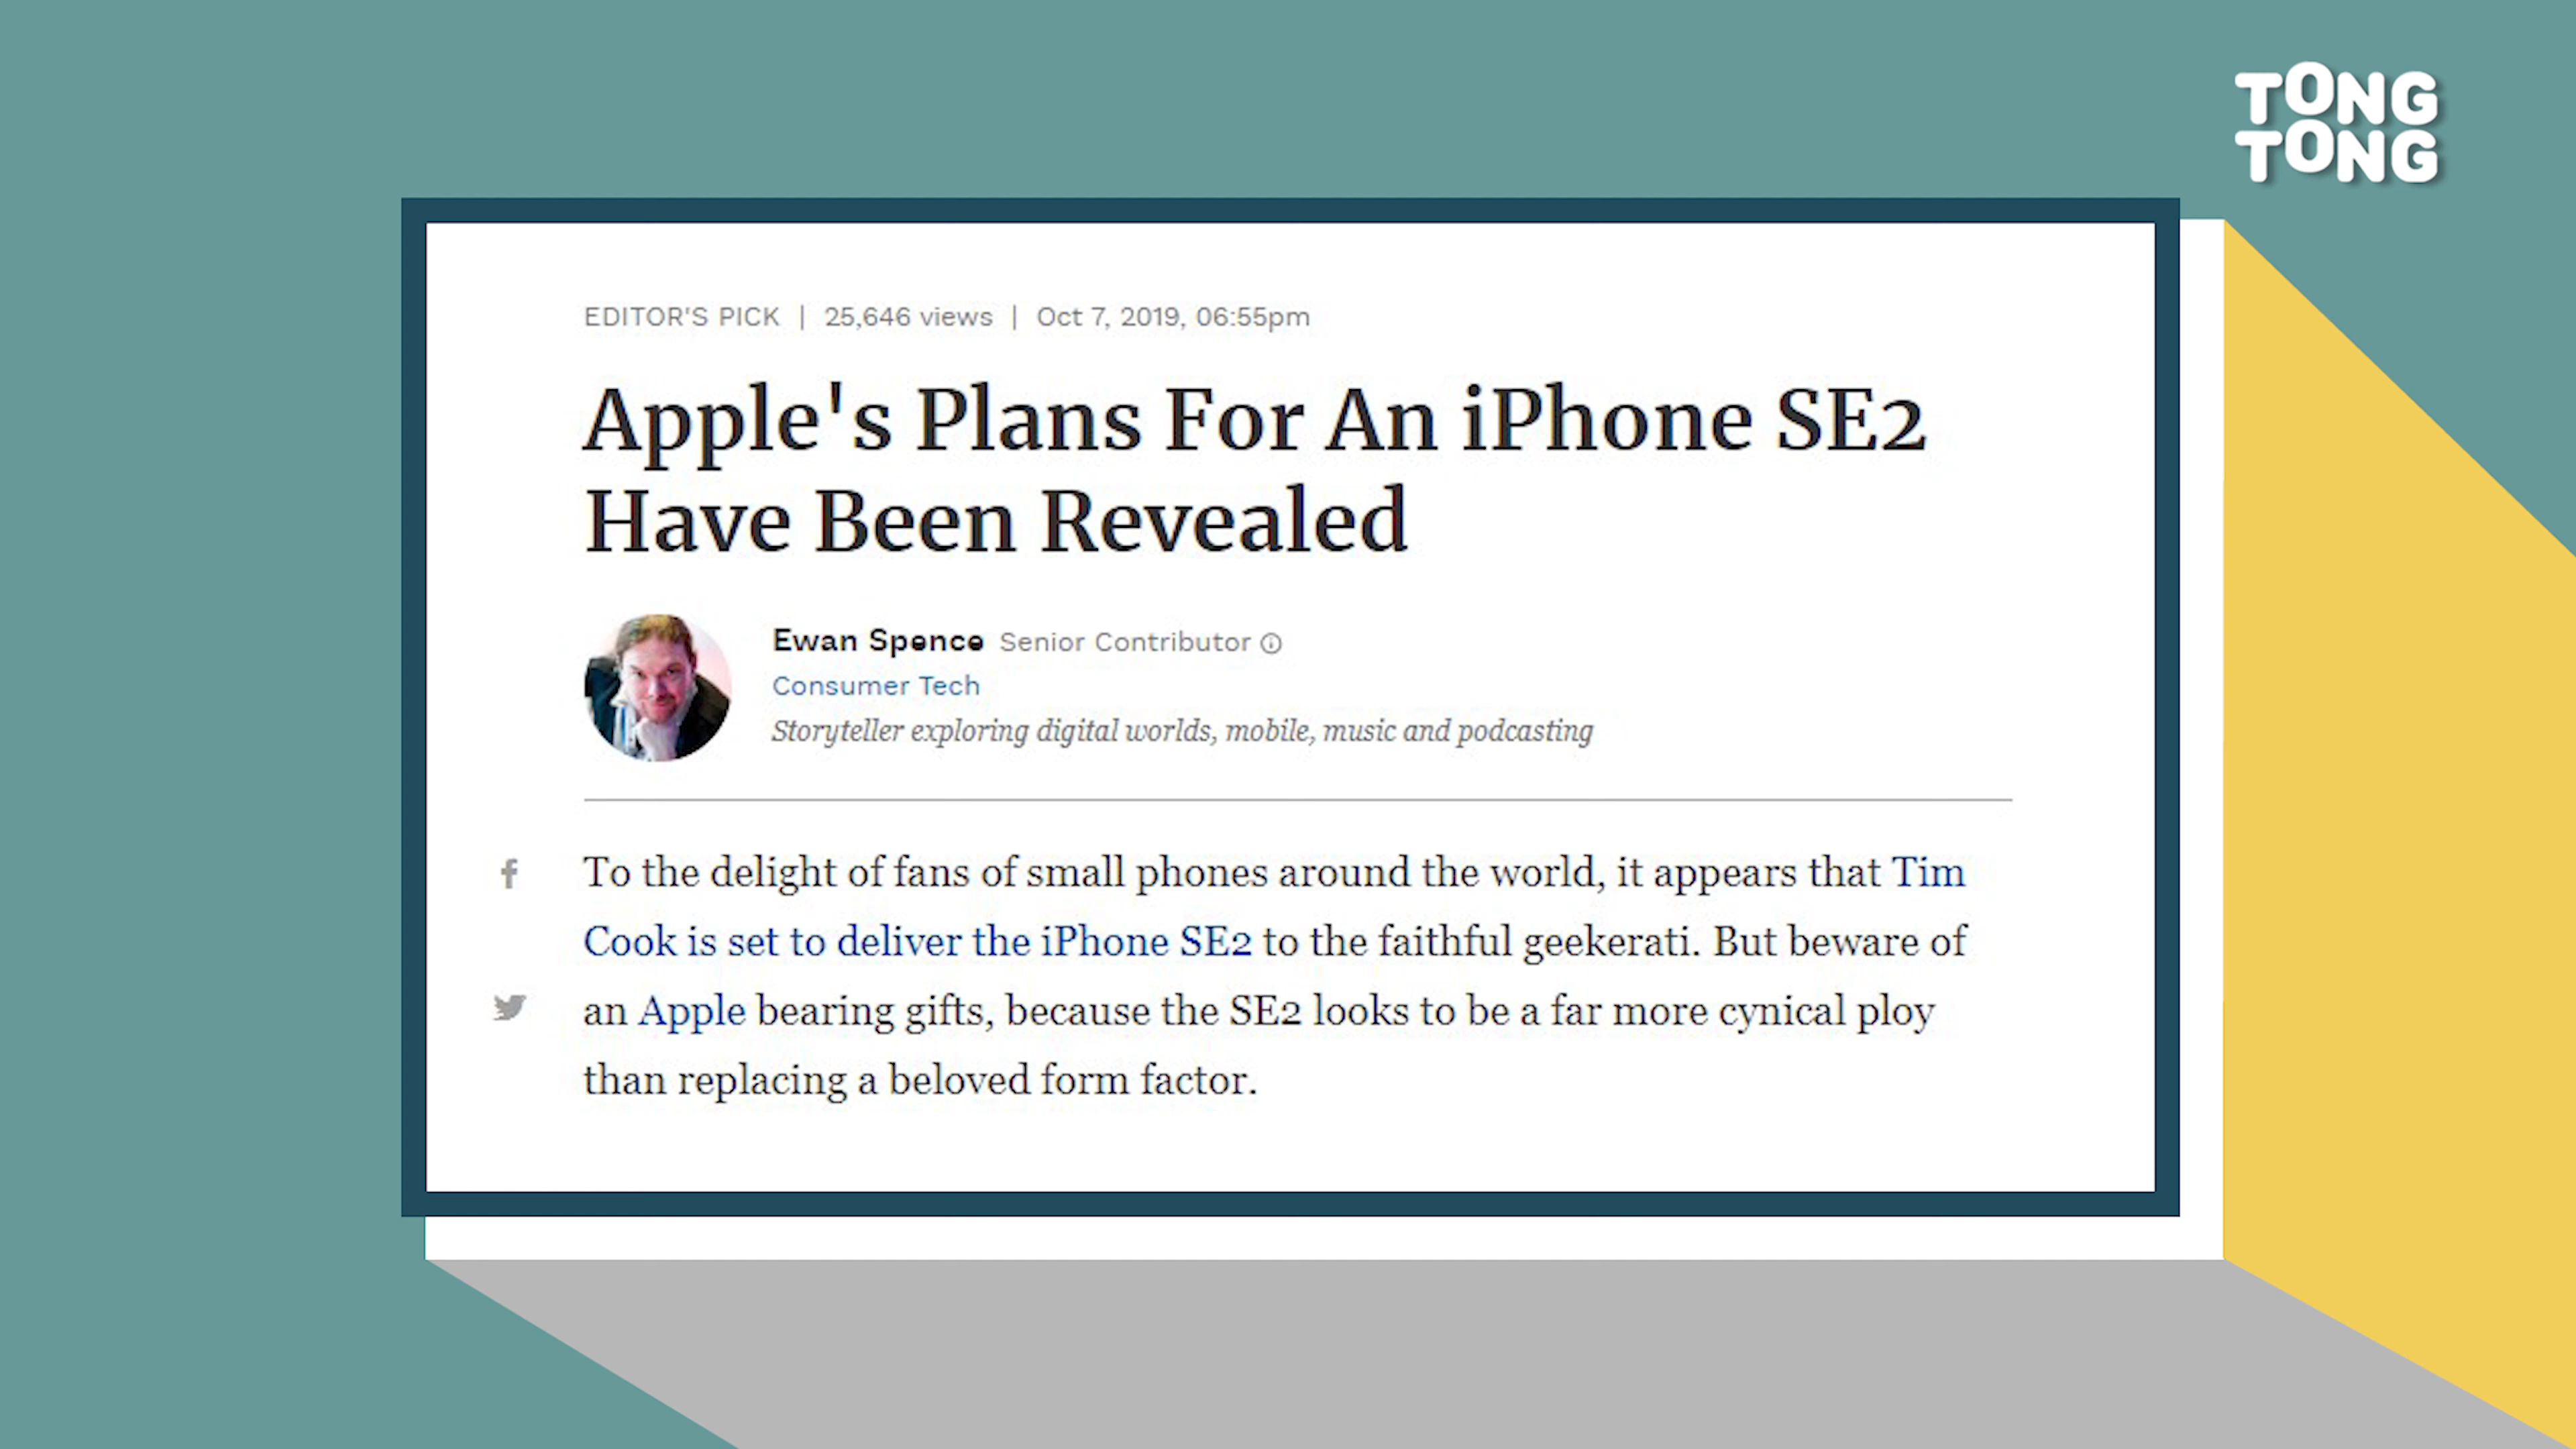 TONG
TONG
EDITOR'S PICK | 25,646 views | Oct 7, 2019, 06:55pm
Apple's Plans For An iPhone SE2
Have Been Revealed
Ewan Spence Senior Contributor
Consumer Tech
Storyteller exploring digital worlds, mobile, music and podcasting
To the delight of fans of small phones around the world, it appears that Tim
Cook is set to deliver the iPhone SE2 to the faithful geekerati. But beware of
an Apple bearing gifts, because the SE2 looks to be a far more cynical ploy
than replacing a beloved form factor.